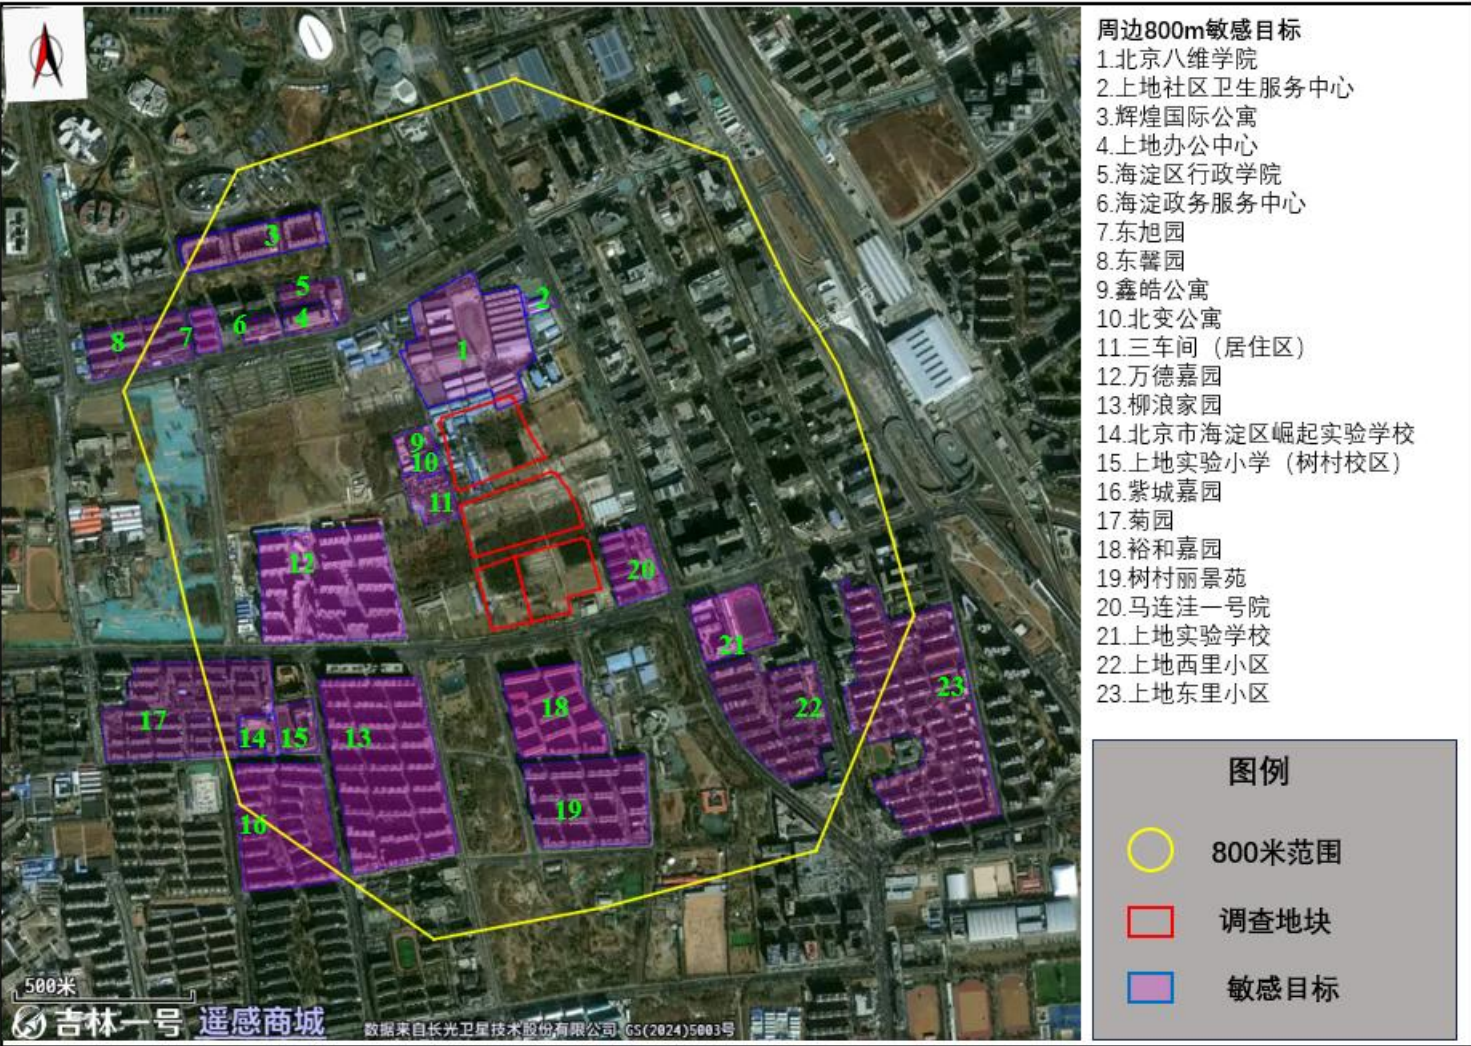 周边800m敏感目标
1.北京八维学院
2.上地社区卫生服务中心
3.辉煌国际公寓
4.上地办公中心
5.海淀区行政学院
6.海淀政务服务中心
7.东旭园
8.东馨园
9.鑫皓公寓
10.北变公寓
11.三车间（居住区）
12.万德嘉园
13.柳浪家园
14.北京市海淀区崛起实验学校
15.上地实验小学（树村校区）
16.紫城嘉园
17.菊园
18.裕和嘉园
19.树村丽景苑
20.马连洼一号院
21.上地实验学校
22.上地西里小区
23.上地东里小区
图例
800米范围
调查地块
敏感目标
3
5
4
2
6
7
8
1
9
10
11
12
20
21
23
22
18
17
14
15
13
19
16
500米
吉林一号 遥感商城
数据来自长光卫星技术股份有限公司 GS(2024)5003号